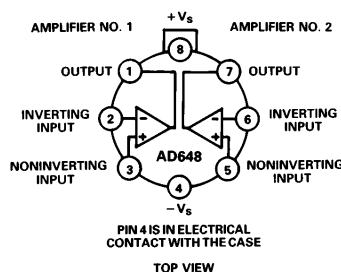 +VS
AMPLIFIER NO. 1
AMPLIFIER NO. 2
8
OUTPUT
1
7
OUTPUT
INVERTING
INPUT
2
−
−
6
INVERTING
INPUT
+
+
AD648
NONINVERTING
INPUT
3
5
NONINVERTING
INPUT
4
−VS
PIN 4 IS IN ELECTRICAL
CONTACT WITH THE CASE
TOP VIEW